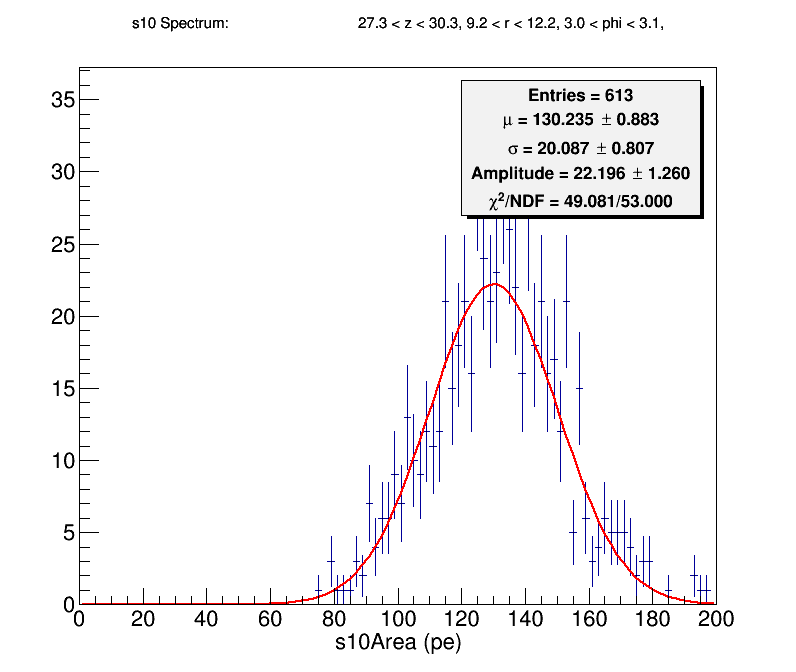 s10 Spectrum: 27.3 < z < 30.3, 9.2 < r < 12.2, 3.0 < phi < 3.1,
Entries = 613
μ = 130.235 ± 0.883
σ = 20.087 ± 0.807
Amplitude = 22.196 ± 1.260
χ²/NDF = 49.081/53.000
35
30
25
20
15
10
5
0
0 20 40 60 80 100 120 140 160 180 200
s10Area (pe)